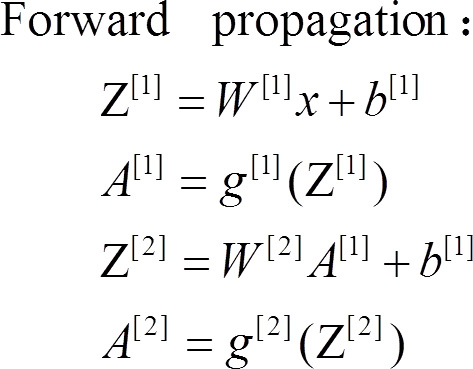 Forward propagation：
Z^[1] = W^[1]x + b^[1]
A^[1] = g^[1](Z^[1])
Z^[2] = W^[2]A^[1] + b^[1]
A^[2] = g^[2](Z^[2])